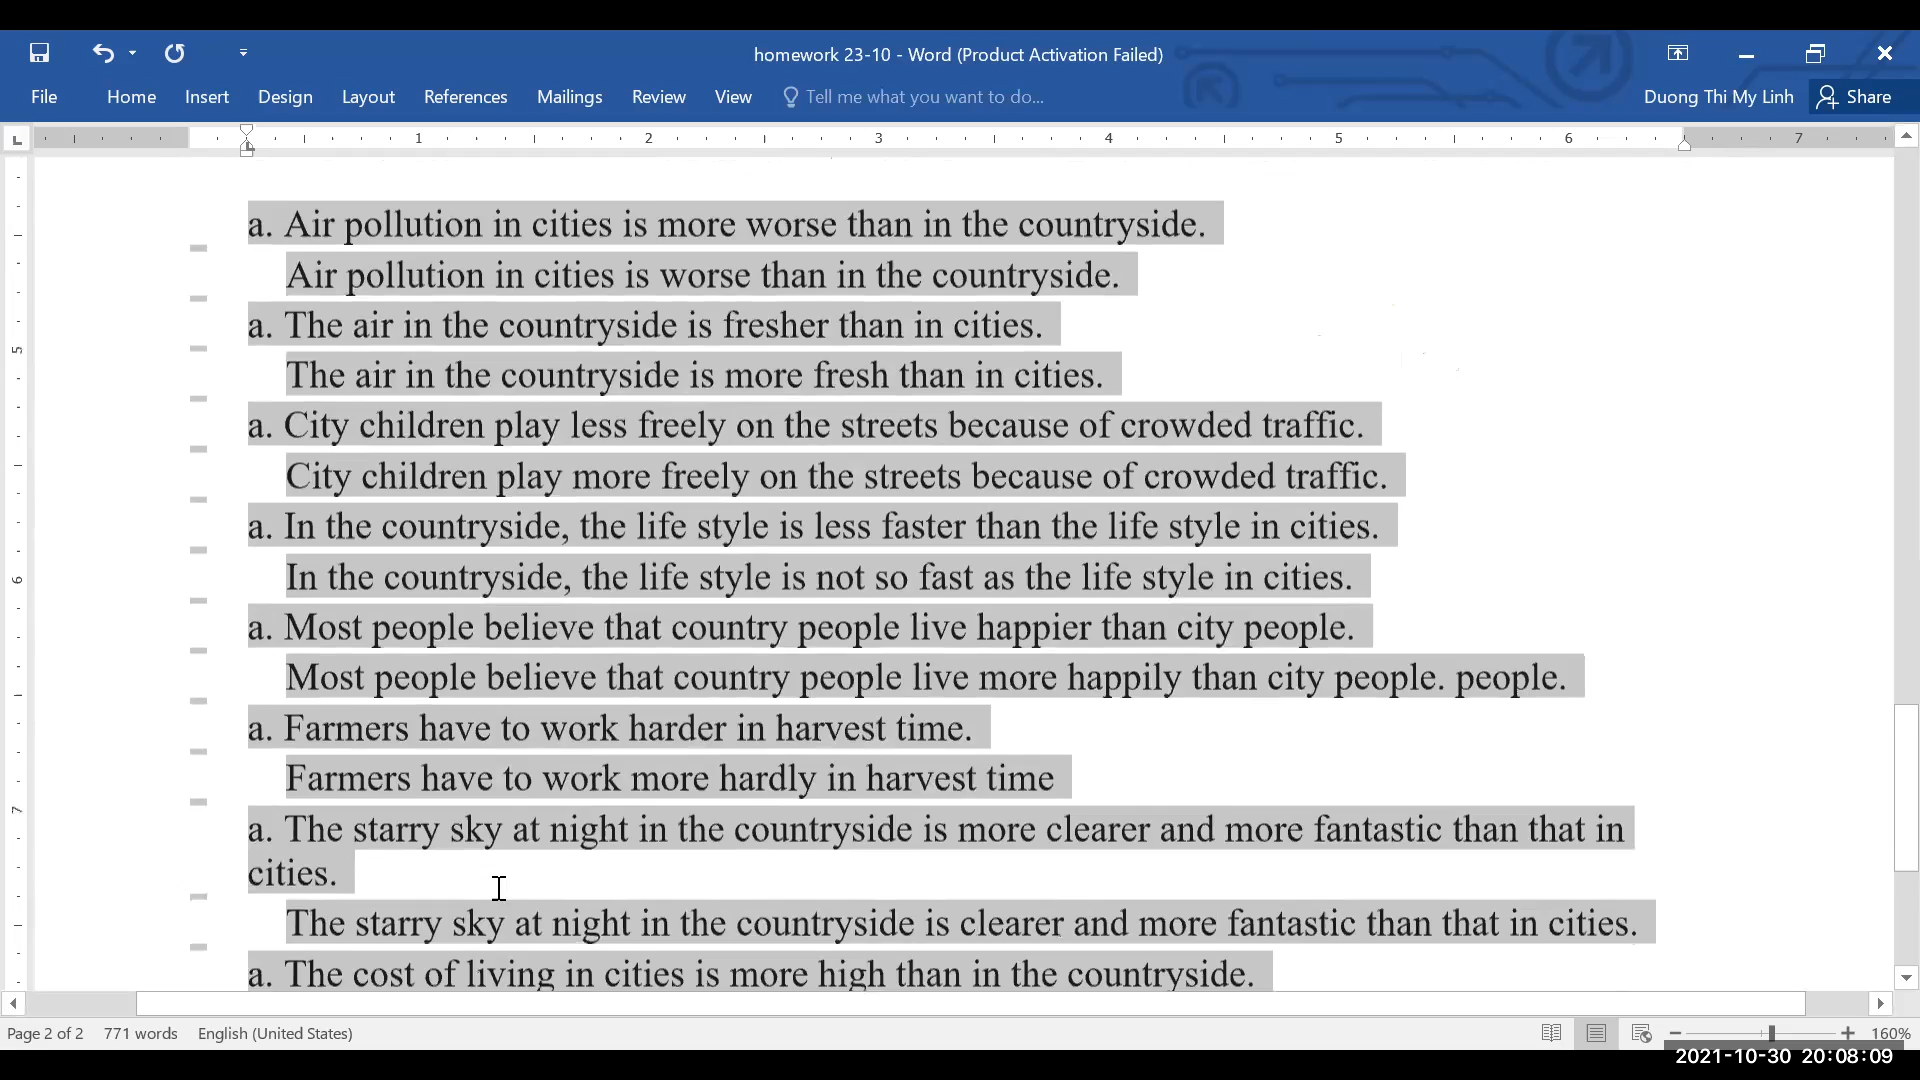 homework 23-10 - Word (Product Activation Failed)
File Home Insert Design Layout References Mailings Review View Tell me what you want to do... Duong Thi My Linh Share
L 1 2 3 4 5 6 7
a. Air pollution in cities is more worse than in the countryside.
Air pollution in cities is worse than in the countryside.
a. The air in the countryside is fresher than in cities.
5
The air in the countryside is more fresh than in cities.
a. City children play less freely on the streets because of crowded traffic.
City children play more freely on the streets because of crowded traffic.
a. In the countryside, the life style is less faster than the life style in cities.
6
In the countryside, the life style is not so fast as the life style in cities.
a. Most people believe that country people live happier than city people.
Most people believe that country people live more happily than city people. people.
a. Farmers have to work harder in harvest time.
Farmers have to work more hardly in harvest time
7
a. The starry sky at night in the countryside is more clearer and more fantastic than that in
cities.
The starry sky at night in the countryside is clearer and more fantastic than that in cities.
a. The cost of living in cities is more high than in the countryside.
Page 2 of 2 771 words English (United States) 160%
2021-10-30 20:08:09